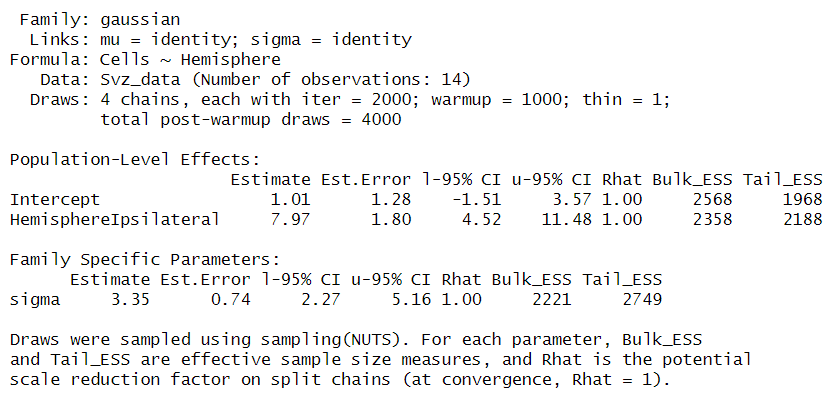 Family: gaussian
Links: mu = identity; sigma = identity
Formula: Cells ~ Hemisphere
Data: Svz_data (Number of observations: 14)
Draws: 4 chains, each with iter = 2000; warmup = 1000; thin = 1;
total post-warmup draws = 4000
Population-Level Effects:
Estimate Est.Error l-95% CI u-95% CI Rhat Bulk_ESS Tail_ESS
Intercept 1.01 1.28 -1.51 3.57 1.00 2568 1968
HemisphereIpsilateral 7.97 1.80 4.52 11.48 1.00 2358 2188
Family Specific Parameters:
Estimate Est.Error l-95% CI u-95% CI Rhat Bulk_ESS Tail_ESS
sigma 3.35 0.74 2.27 5.16 1.00 2221 2749
Draws were sampled using sampling(NUTS). For each parameter, Bulk_ESS
and Tail_ESS are effective sample size measures, and Rhat is the potential
scale reduction factor on split chains (at convergence, Rhat = 1).